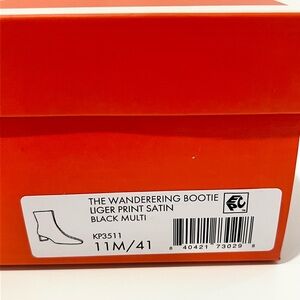 THE WANDERERING BOOTIE
LIGER PRINT SATIN
BLACK MULTI
KP3511
11M/41
8 40421 73029 8